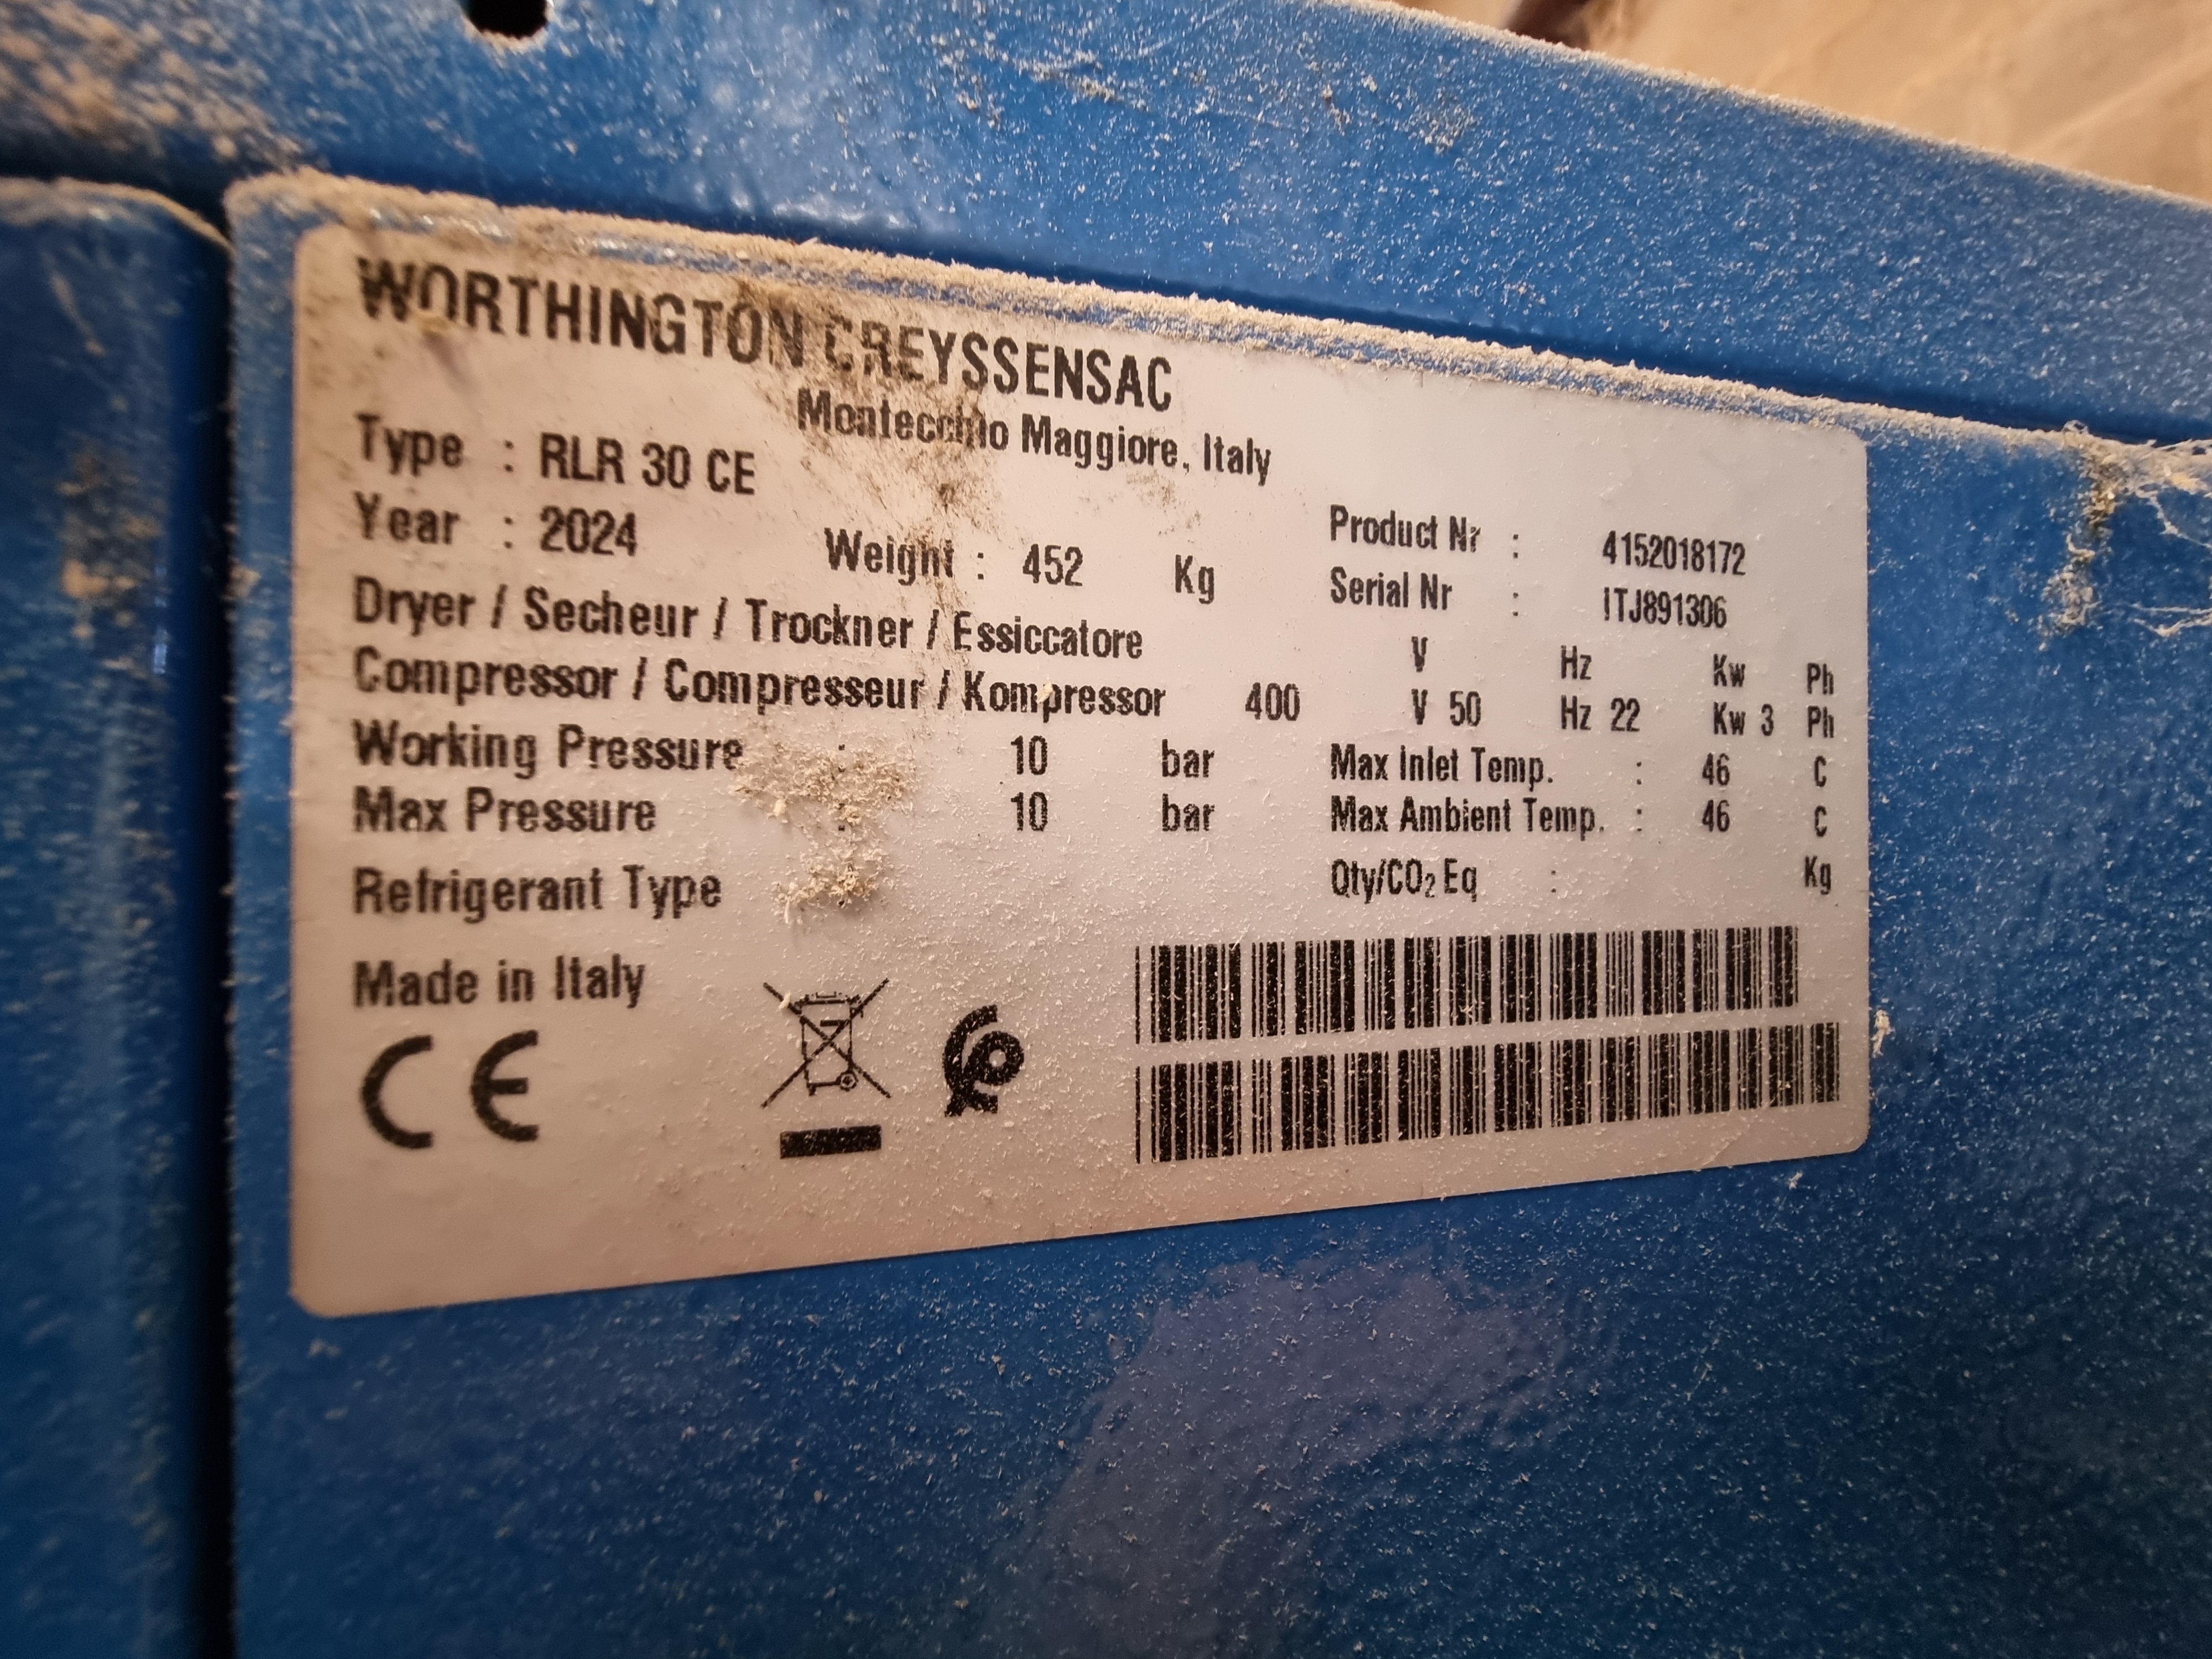 WORTHINGTON CREYSSENSAC
Montecchio Maggiore, Italy
Type : RLR 30 CE
Year : 2024 Weight : 452 Kg
Product Nr : 4152018172
Serial Nr : ITJ891306
Dryer / Secheur / Trockner / Essiccatore V Hz Kw Ph
Compressor / Compresseur / Kompressor 400 V 50 Hz 22 Kw 3 Ph
Working Pressure : 10 bar Max Inlet Temp. : 46 C
Max Pressure : 10 bar Max Ambient Temp. : 46 C
Refrigerant Type Qty/CO₂ Eq : Kg
Made in Italy
CE